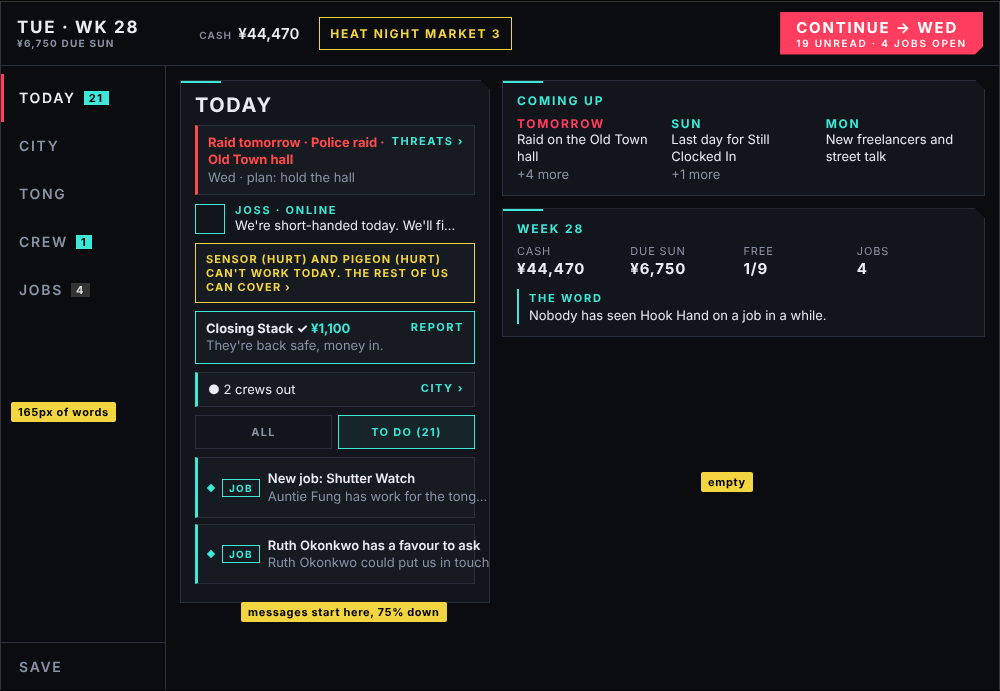 TUE · WK 28
¥6,750 DUE SUN
CASH ¥44,470
HEAT NIGHT MARKET 3
CONTINUE → WED
19 UNREAD · 4 JOBS OPEN
TODAY 21
CITY
TONG
CREW 1
JOBS 4
165px of words
SAVE
TODAY
Raid tomorrow · Police raid · THREATS ›
Old Town hall
Wed · plan: hold the hall
JOSS · ONLINE
We're short-handed today. We'll fi...
SENSOR (HURT) AND PIGEON (HURT)
CAN'T WORK TODAY. THE REST OF US
CAN COVER ›
Closing Stack ✓ ¥1,100 REPORT
They're back safe, money in.
● 2 crews out CITY ›
ALL TO DO (21)
◆ JOB New job: Shutter Watch
Auntie Fung has work for the tong...
◆ JOB Ruth Okonkwo has a favour to ask
Ruth Okonkwo could put us in touch
messages start here, 75% down
COMING UP
TOMORROW
Raid on the Old Town
hall
+4 more
SUN
Last day for Still
Clocked In
+1 more
MON
New freelancers and
street talk
WEEK 28
CASH DUE SUN FREE JOBS
¥44,470 ¥6,750 1/9 4
THE WORD
Nobody has seen Hook Hand on a job in a while.
empty